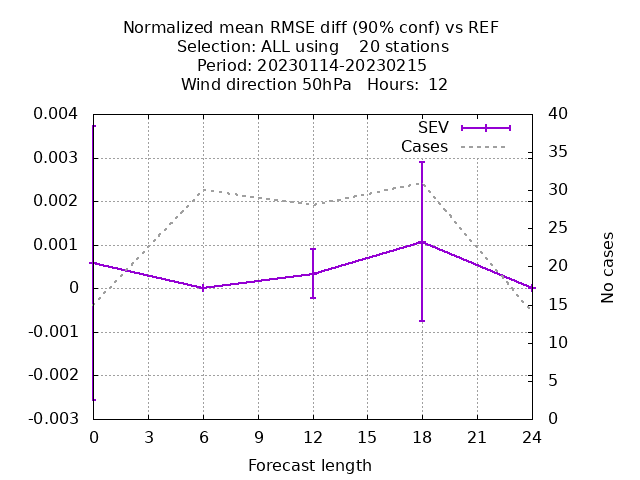 Normalized mean RMSE diff (90% conf) vs REF
Selection: ALL using    20 stations
Period: 20230114-20230215
Wind direction 50hPa   Hours:  12
SEV
Cases
0.004
0.003
0.002
0.001
0
-0.001
-0.002
-0.003
40
35
30
25
20
15
10
5
0
No cases
0 3 6 9 12 15 18 21 24
Forecast length